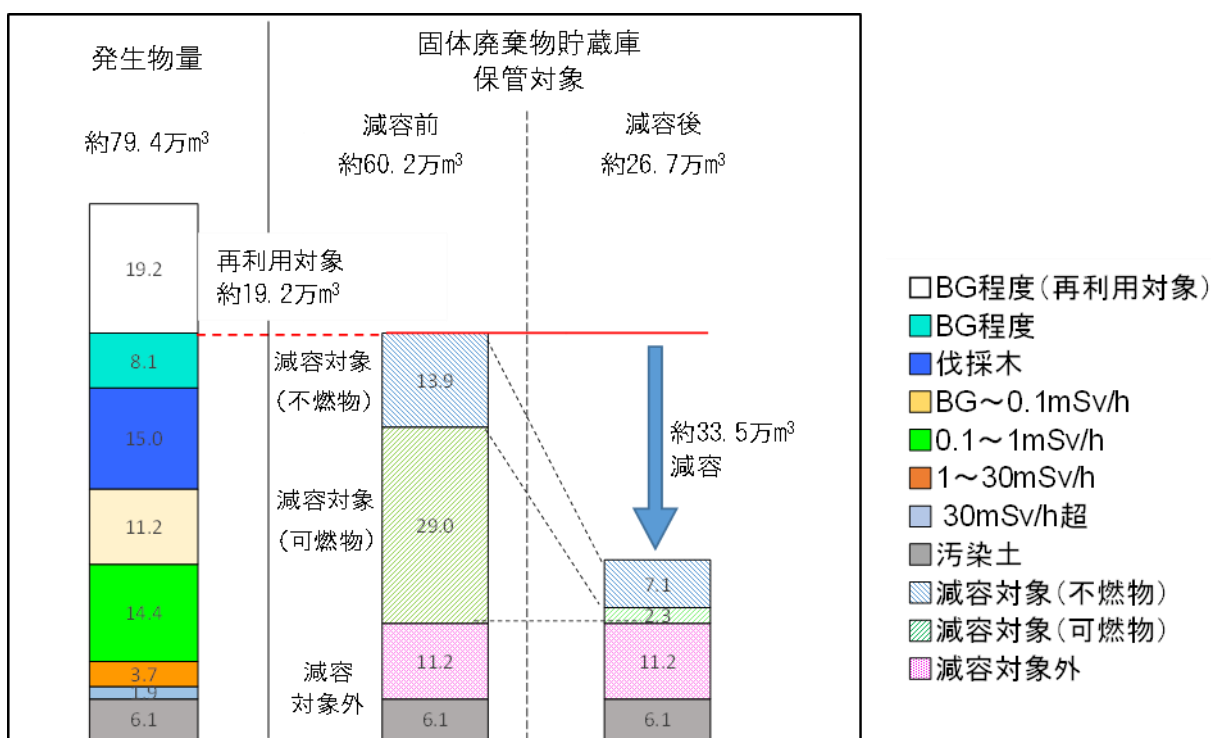 発生物量
約79.4万m³
固体廃棄物貯蔵庫
保管対象
減容前
約60.2万m³
減容後
約26.7万m³
19.2
8.1
15.0
11.2
14.4
3.7
1.9
6.1
再利用対象
約19.2万m³
減容対象
(不燃物)
減容対象
(可燃物)
減容
対象外
13.9
29.0
11.2
6.1
約33.5万m³
減容
7.1
2.3
11.2
6.1
BG程度(再利用対象)
BG程度
伐採木
BG~0.1mSv/h
0.1~1mSv/h
1~30mSv/h
30mSv/h超
汚染土
減容対象(不燃物)
減容対象(可燃物)
減容対象外